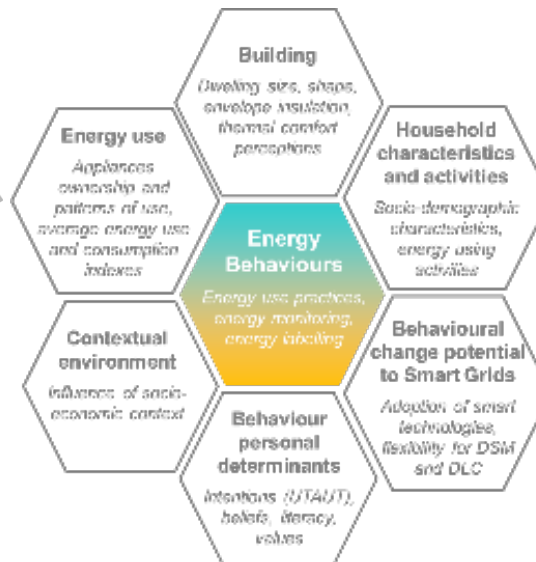 Building
Dwelling size, shape,
envelope insulation,
thermal comfort
perceptions
Energy use
Appliances
ownership and
patterns of use,
average energy use
and consumption
indexes
Household
characteristics
and activities
Socio-demographic
characteristics,
energy using
activities
Energy
Behaviours
Energy use practices,
energy monitoring,
energy labelling
Contextual
environment
Influence of socio-
economic context
Behavioural
change potential
to Smart Grids
Adoption of smart
technologies,
flexibility for DSM
and DLC
Behaviour
personal
determinants
Intentions (UTAUT),
beliefs, literacy,
values